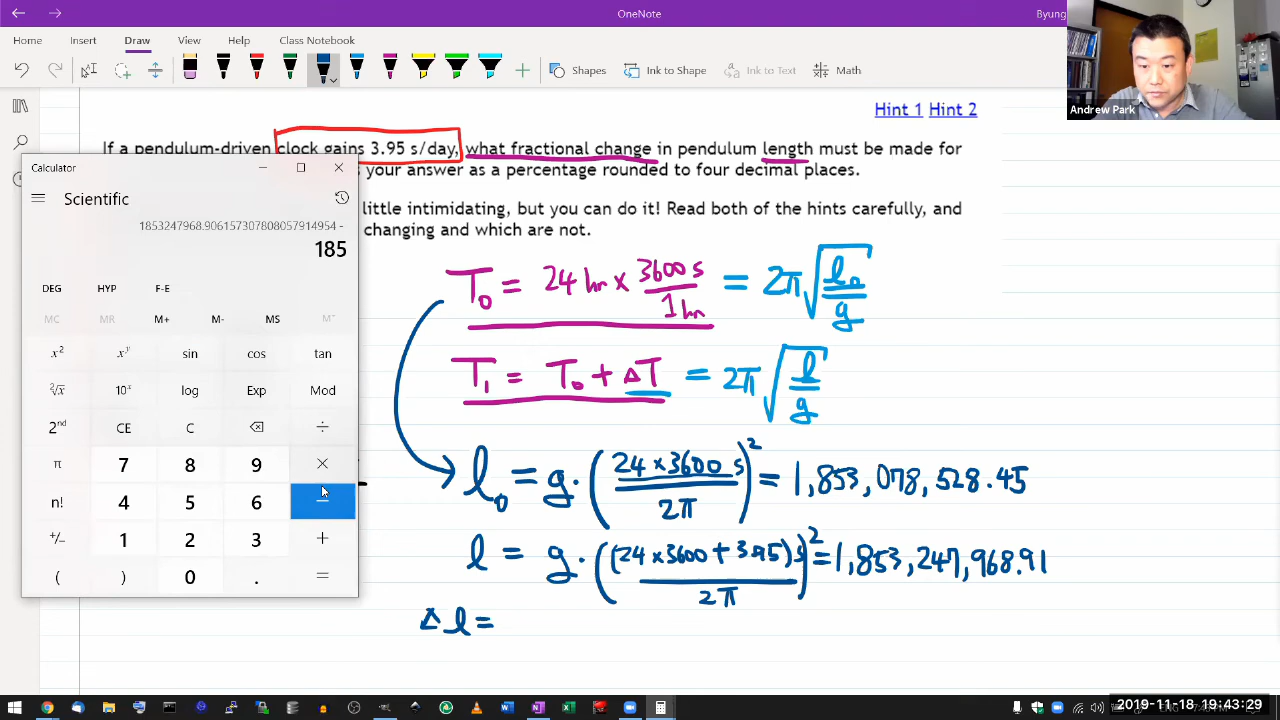 OneNote
Byung
Home Insert Draw View Help Class Notebook
Shapes Ink to Shape Ink to Text Math
Andrew Park
Hint 1 Hint 2
If a pendulum-driven clock gains 3.95 s/day, what fractional change in pendulum length must be made for
s your answer as a percentage rounded to four decimal places.
little intimidating, but you can do it! Read both of the hints carefully, and
changing and which are not.
T₀ = 24 hr × 3600 s / 1 hr = 2π √(l₀/g)
T₁ = T₀ + ΔT = 2π √(l/g)
l₀ = g · (24 × 3600 s / 2π)² = 1,853,078,528.45
l = g · ((24 × 3600 + 3.95) s / 2π)² = 1,853,247,968.91
Δl =
Calculator
Scientific
1853247968.906157307808057914954 -
185
DEG HYP F-E
MC MR M+ M- MS M˅
x² xʸ sin cos tan
²√x 10ˣ log Exp Mod
2ⁿᵈ CE C ⌫ ÷
π 7 8 9 ×
n! 4 5 6 −
+/− 1 2 3 +
( ) 0 . =
2019-11-18 19:43:29